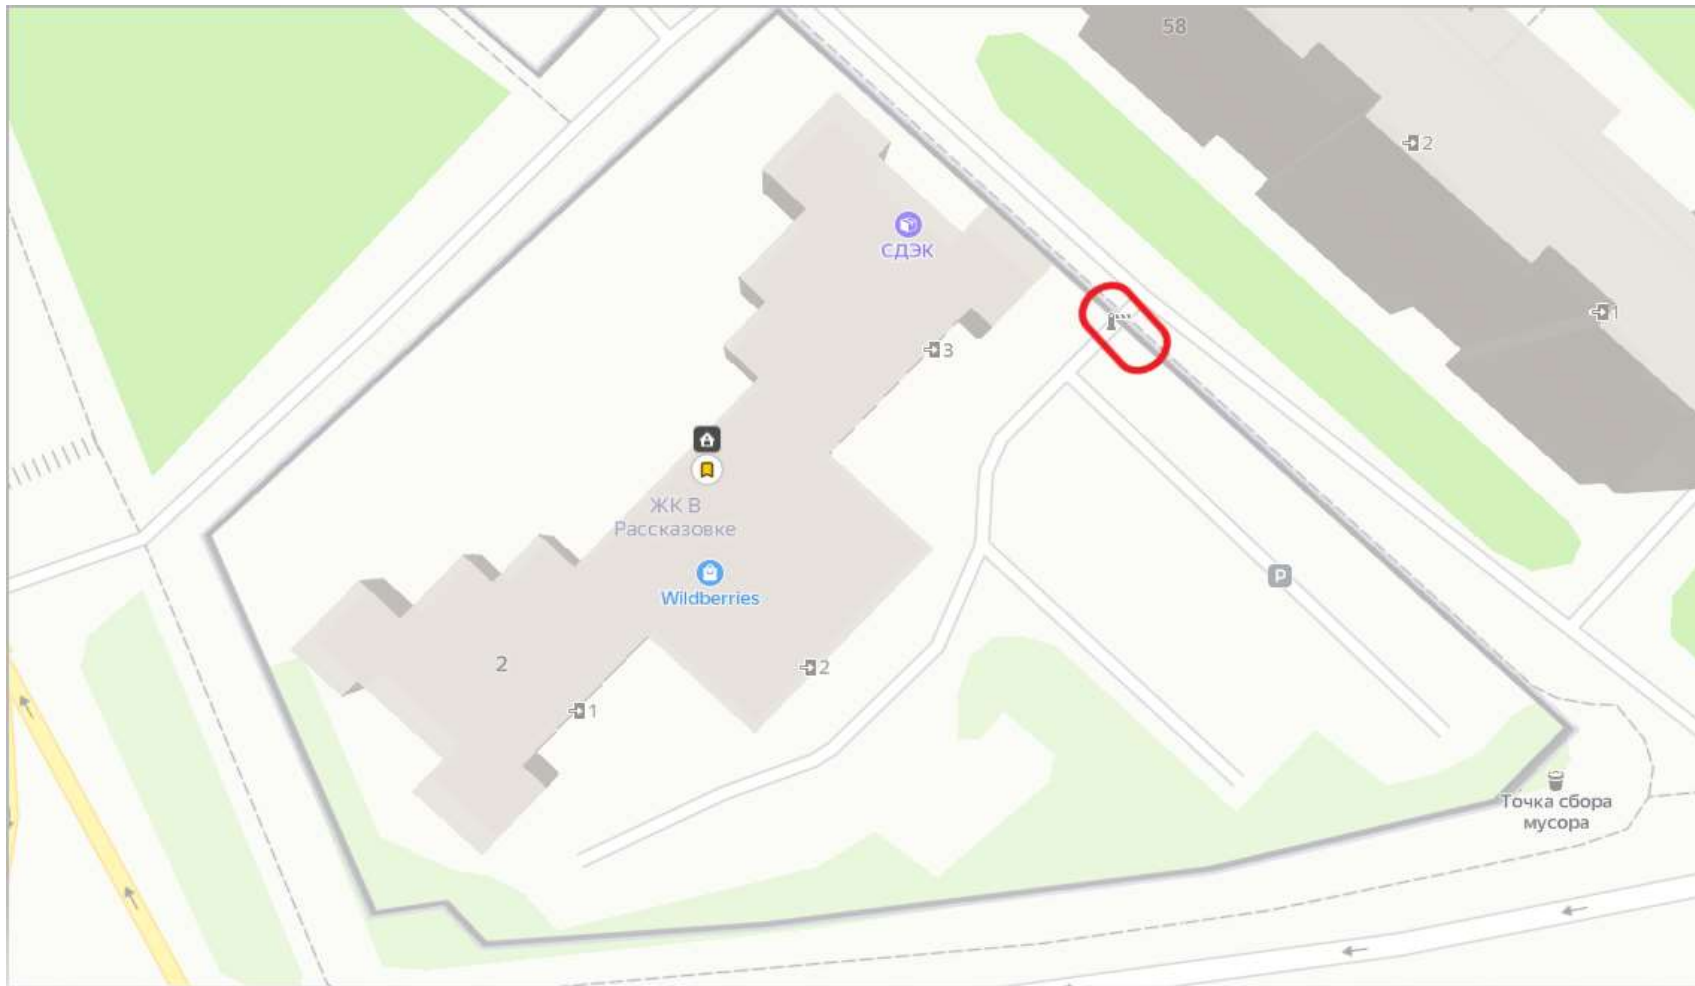 58
2
СДЭК
1
3
ЖК В
Рассказовке
P
Wildberries
2
2
1
Точка сбора
мусора